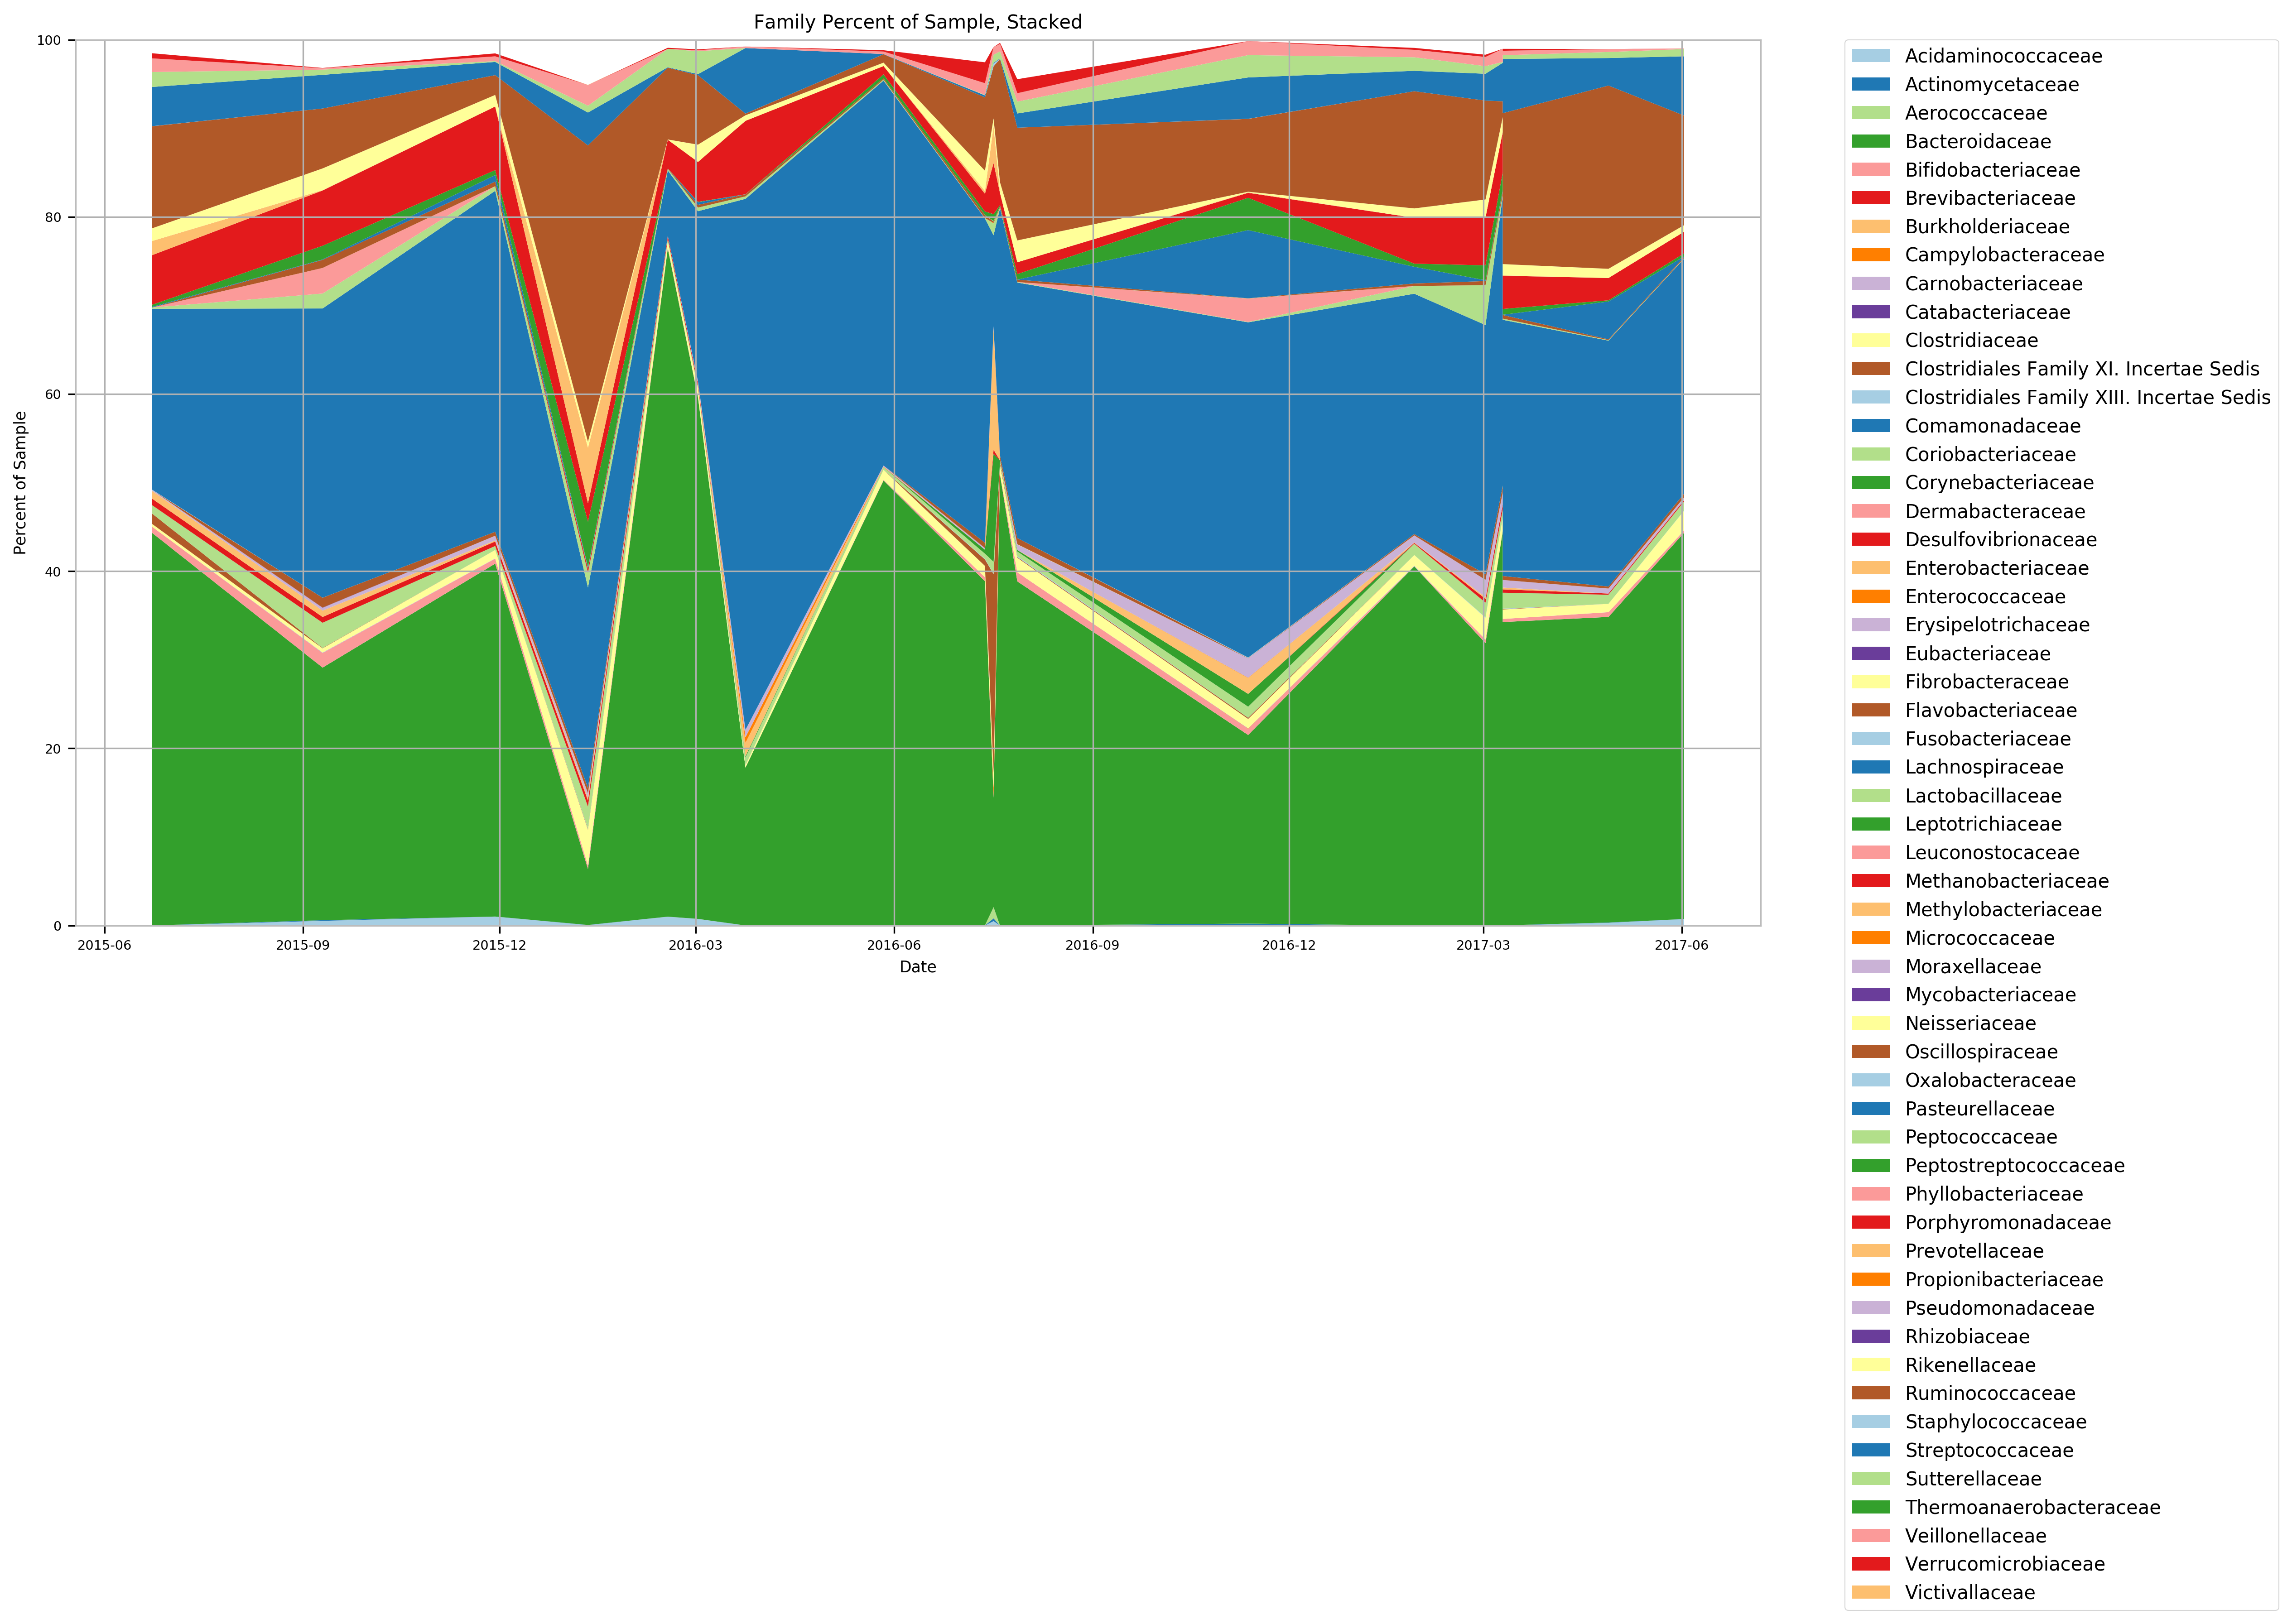 Family Percent of Sample, Stacked
100
80
60
40
20
0
Percent of Sample
2015-06
2015-09
2015-12
2016-03
2016-06
2016-09
2016-12
2017-03
2017-06
Date
Acidaminococcaceae
Actinomycetaceae
Aerococcaceae
Bacteroidaceae
Bifidobacteriaceae
Brevibacteriaceae
Burkholderiaceae
Campylobacteraceae
Carnobacteriaceae
Catabacteriaceae
Clostridiaceae
Clostridiales Family XI. Incertae Sedis
Clostridiales Family XIII. Incertae Sedis
Comamonadaceae
Coriobacteriaceae
Corynebacteriaceae
Dermabacteraceae
Desulfovibrionaceae
Enterobacteriaceae
Enterococcaceae
Erysipelotrichaceae
Eubacteriaceae
Fibrobacteraceae
Flavobacteriaceae
Fusobacteriaceae
Lachnospiraceae
Lactobacillaceae
Leptotrichiaceae
Leuconostocaceae
Methanobacteriaceae
Methylobacteriaceae
Micrococcaceae
Moraxellaceae
Mycobacteriaceae
Neisseriaceae
Oscillospiraceae
Oxalobacteraceae
Pasteurellaceae
Peptococcaceae
Peptostreptococcaceae
Phyllobacteriaceae
Porphyromonadaceae
Prevotellaceae
Propionibacteriaceae
Pseudomonadaceae
Rhizobiaceae
Rikenellaceae
Ruminococcaceae
Staphylococcaceae
Streptococcaceae
Sutterellaceae
Thermoanaerobacteraceae
Veillonellaceae
Verrucomicrobiaceae
Victivallaceae